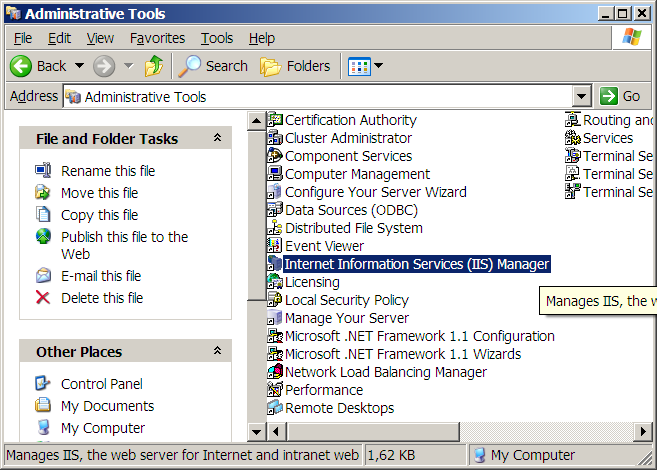 Administrative Tools
File Edit View Favorites Tools Help
Back Search Folders
Address Administrative Tools Go
File and Folder Tasks
Rename this file
Move this file
Copy this file
Publish this file to the
Web
E-mail this file
Delete this file
Other Places
Control Panel
My Documents
My Computer
Certification Authority
Cluster Administrator
Component Services
Computer Management
Configure Your Server Wizard
Data Sources (ODBC)
Distributed File System
Event Viewer
Internet Information Services (IIS) Manager
Licensing
Local Security Policy
Manage Your Server
Microsoft .NET Framework 1.1 Configuration
Microsoft .NET Framework 1.1 Wizards
Network Load Balancing Manager
Performance
Remote Desktops
Routing and
Services
Terminal Se
Terminal Se
Terminal Se
Manages IIS, the w
Manages IIS, the web server for Internet and intranet web 1,62 KB My Computer